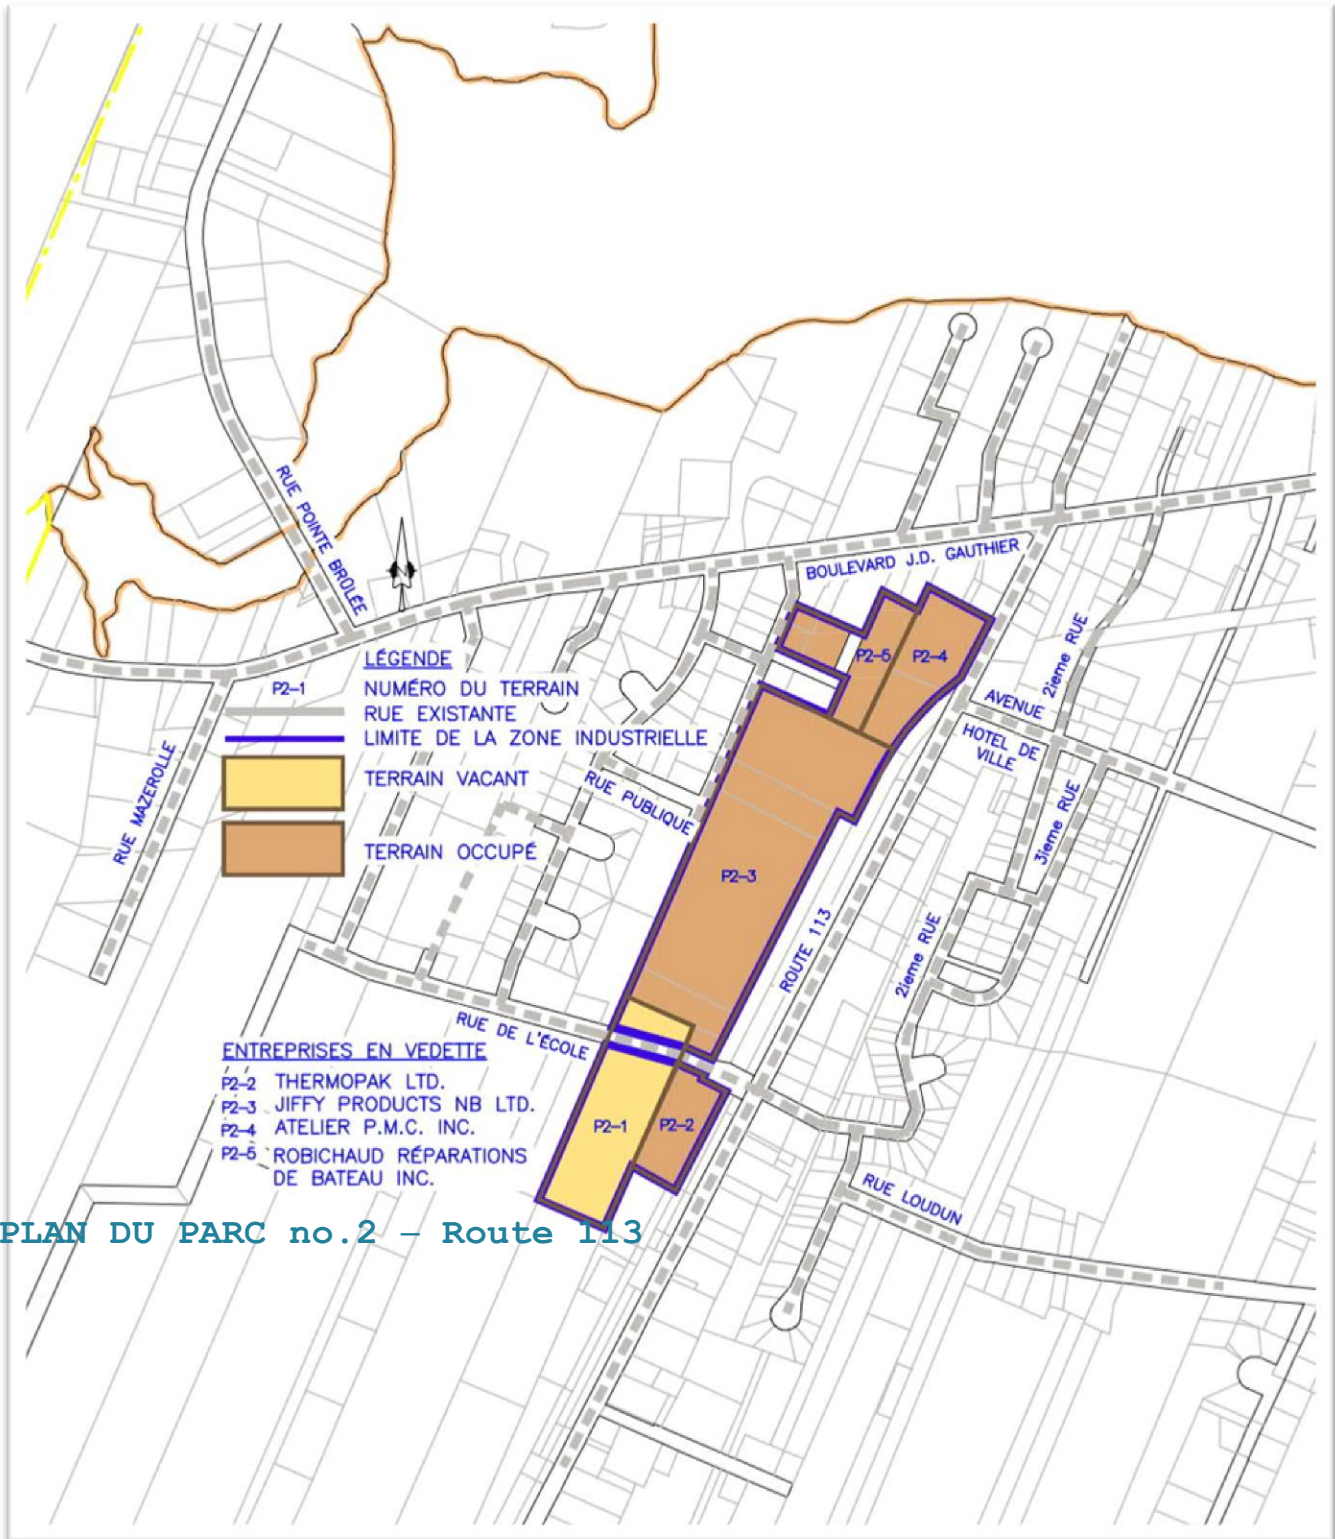 RUE POINTE BRÛLÉE
BOULEVARD J.D. GAUTHIER
2ieme RUE
P2-5
P2-4
LÉGENDE
P2-1
NUMÉRO DU TERRAIN
RUE EXISTANTE
LIMITE DE LA ZONE INDUSTRIELLE
TERRAIN VACANT
TERRAIN OCCUPÉ
AVENUE
HOTEL DE
VILLE
RUE MAZEROLLE
RUE PUBLIQUE
3ieme RUE
P2-3
ROUTE 113
2ieme RUE
RUE DE L'ÉCOLE
ENTREPRISES EN VEDETTE
P2-2 THERMOPAK LTD.
P2-3 JIFFY PRODUCTS NB LTD.
P2-4 ATELIER P.M.C. INC.
P2-5 ROBICHAUD RÉPARATIONS
DE BATEAU INC.
P2-1
P2-2
RUE LOUDUN
PLAN DU PARC no.2 – Route 113